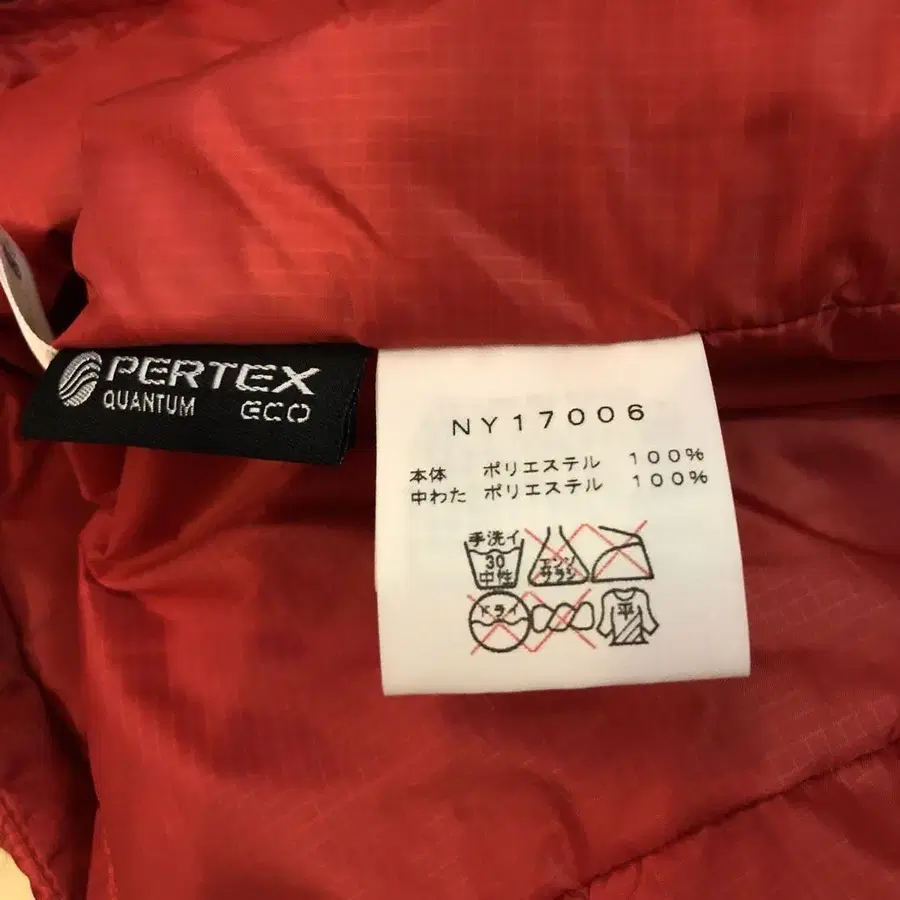 PERTEX
QUANTUM ECO
NY17006
本体 ポリエステル 100%
中わた ポリエステル 100%
手洗イ
30
中性
エンソ
サラシ
ドライ
平